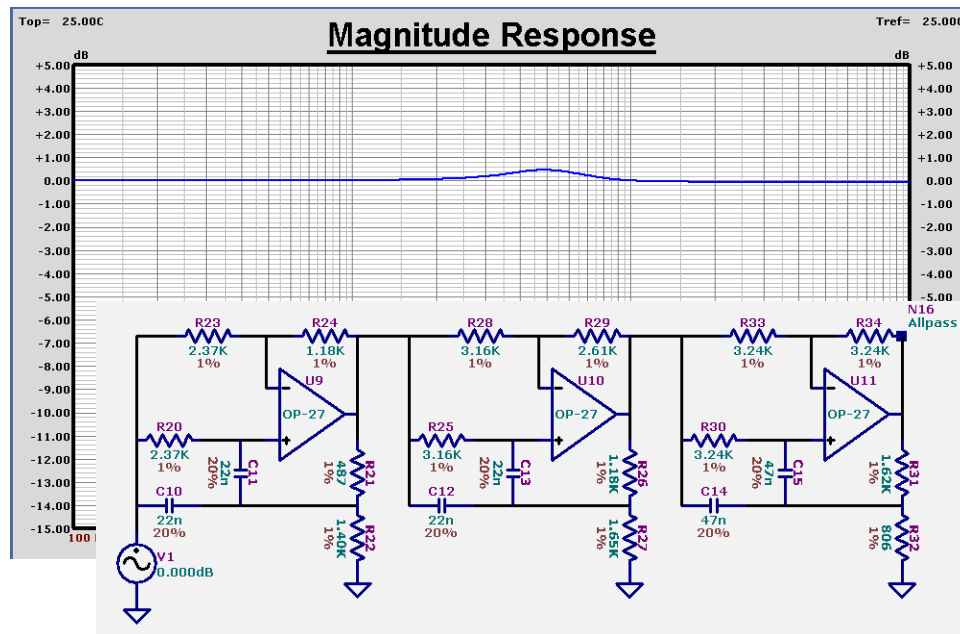 Top= 25.00C
Magnitude Response
Tref= 25.00
dB
dB
+5.00
+5.00
+4.00
+4.00
+3.00
+3.00
+2.00
+2.00
+1.00
+1.00
0.00
0.00
-1.00
-1.00
-2.00
-2.00
-3.00
-3.00
-4.00
-4.00
-5.00
-5.00
-6.00
-7.00
-8.00
-9.00
-10.00
-11.00
-12.00
-13.00
-14.00
-15.00
100
N16
Allpass
R23
2.37K
1%
R24
1.18K
1%
R28
3.16K
1%
R29
2.61K
1%
R33
3.24K
1%
R34
3.24K
1%
U9
OP-27
U10
OP-27
U11
OP-27
R20
2.37K
1%
R25
3.16K
1%
R30
3.24K
1%
C11
22n
20%
C13
22n
20%
C15
47n
20%
R21
487
1%
R26
1.18K
1%
R31
1.62K
1%
C10
22n
20%
C12
22n
20%
C14
47n
20%
R22
1.40K
1%
R27
1.65K
1%
R32
806
1%
V1
0.000dB